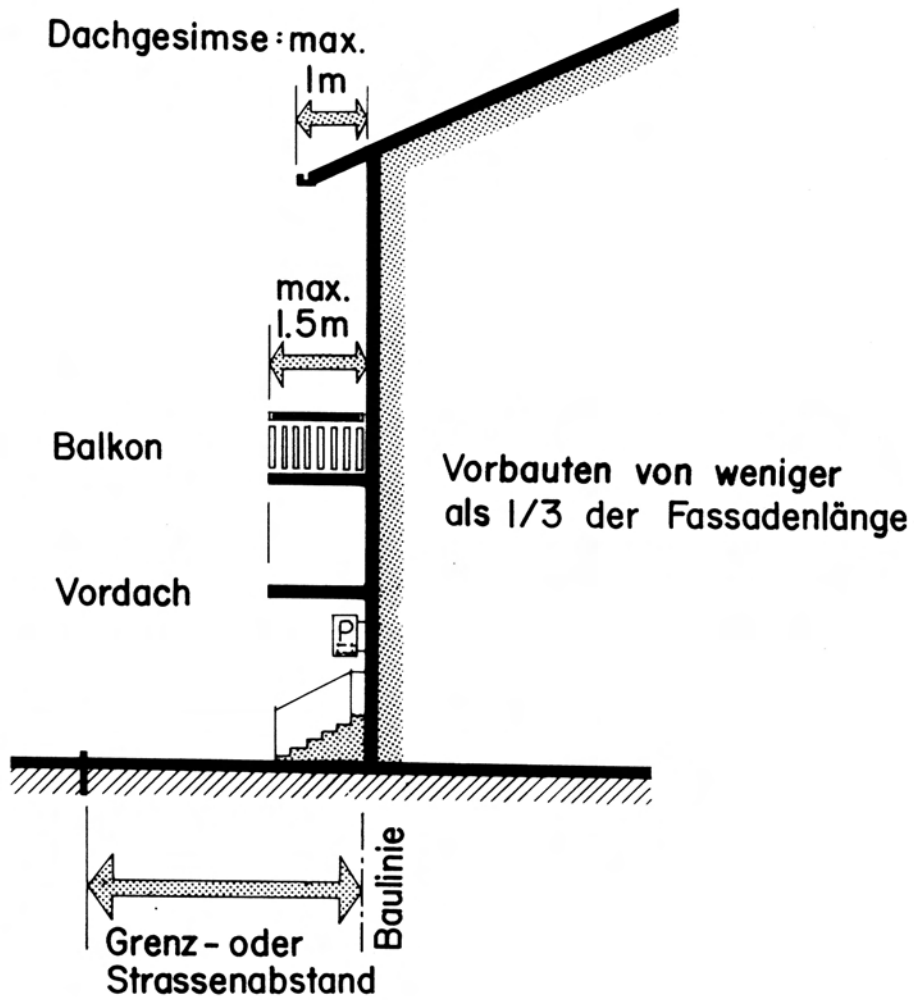 Dachgesimse: max.
1m
max.
1.5m
Balkon
Vorbauten von weniger
als 1/3 der Fassadenlänge
Vordach
P
Baulinie
Grenz- oder
Strassenabstand